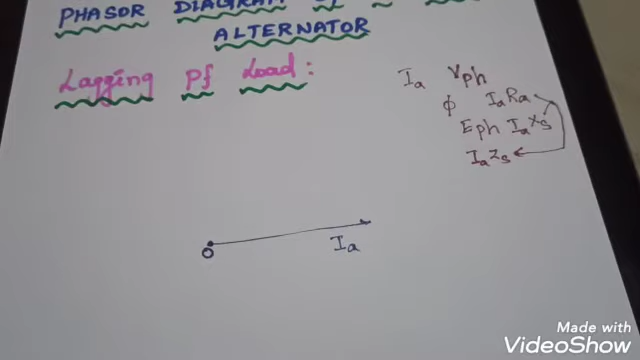 PHASOR DIAGRAM
ALTERNATOR
Lagging Pf Load:
Ia Vph
ϕ IaRa
Eph IaXs
IaZs
O Ia
Made with
VideoShow